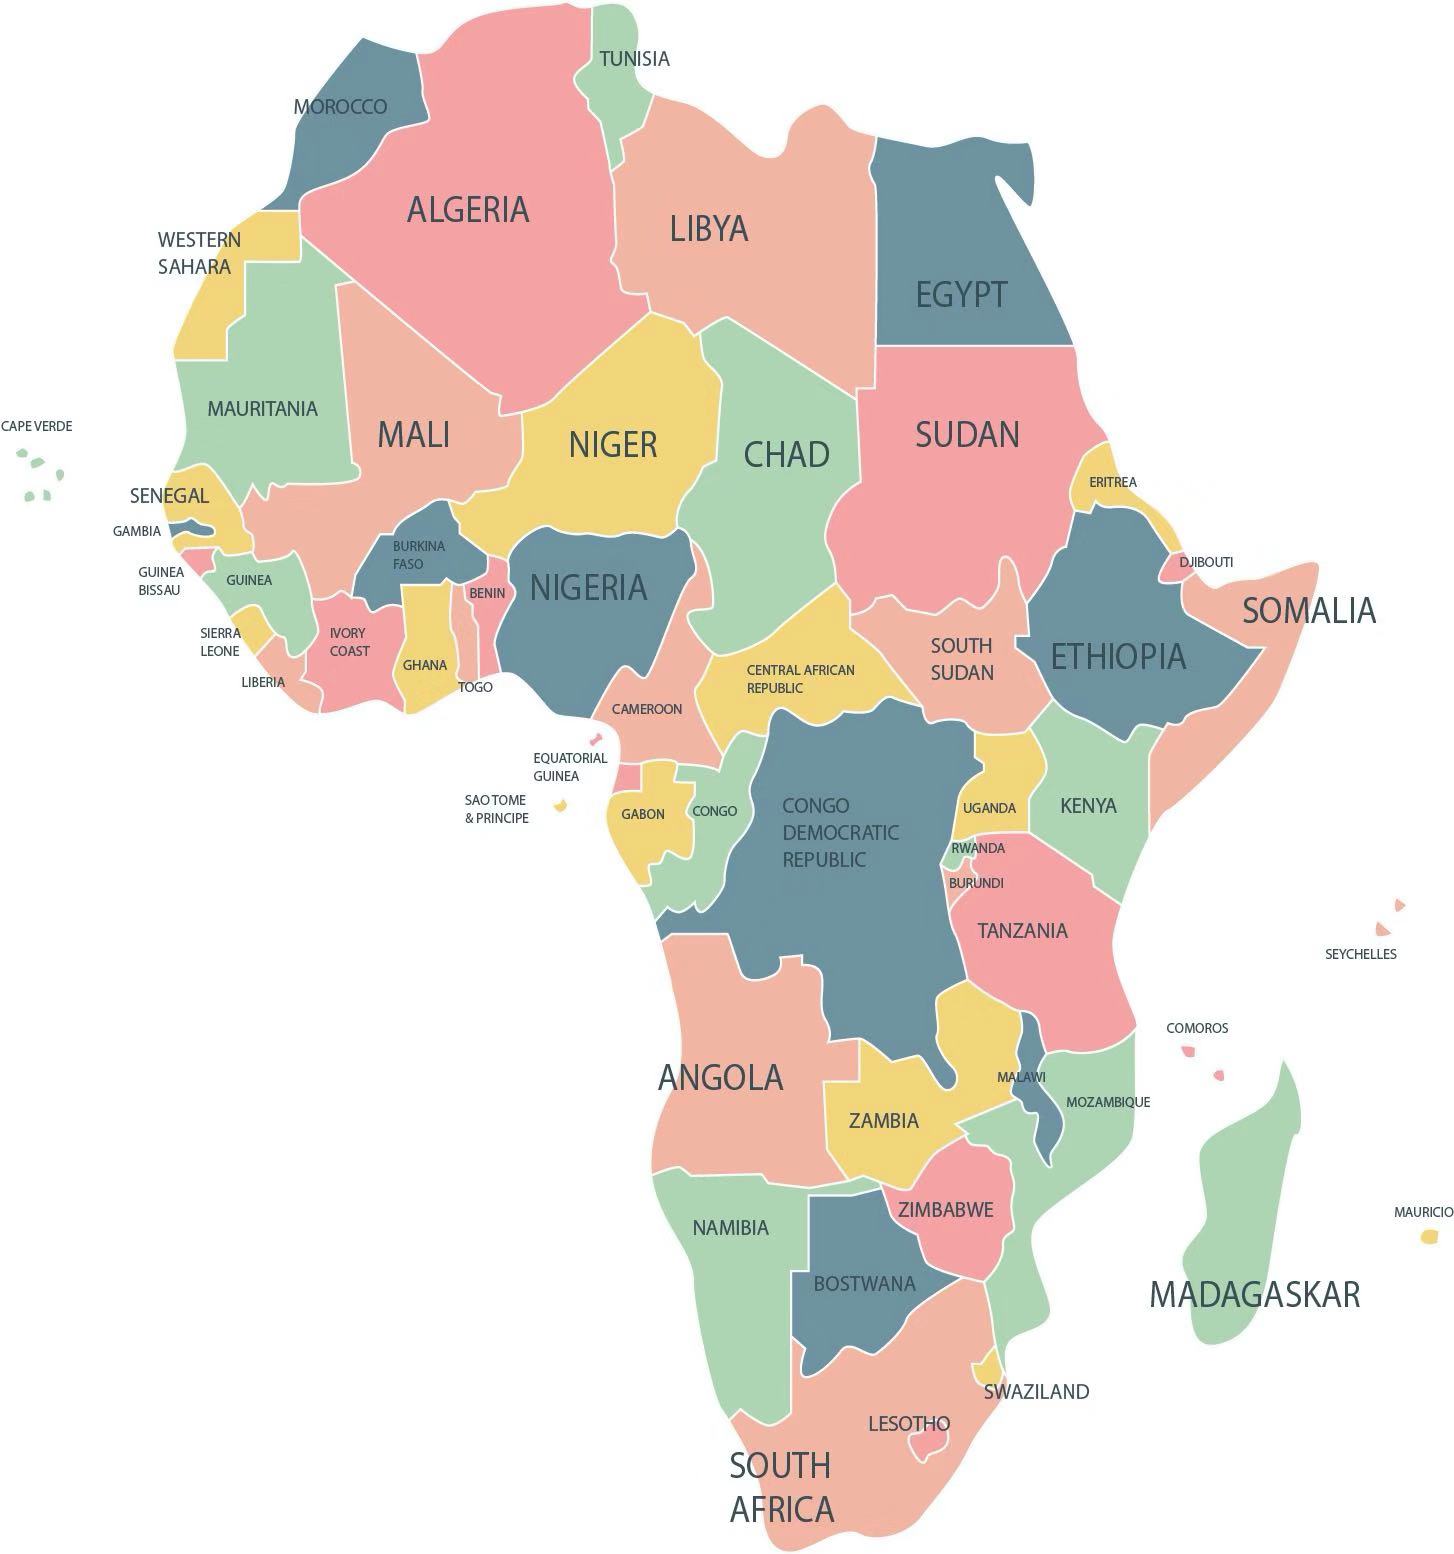 TUNISIA
MOROCCO
ALGERIA
LIBYA
WESTERN
SAHARA
EGYPT
MAURITANIA
MALI
NIGER
CHAD
SUDAN
CAPE VERDE
ERITREA
SENEGAL
GAMBIA
BURKINA
FASO
DJIBOUTI
GUINEA
BISSAU
GUINEA
BENIN
NIGERIA
SOMALIA
SIERRA
LEONE
IVORY
COAST
GHANA
SOUTH
SUDAN
ETHIOPIA
LIBERIA
TOGO
CENTRAL AFRICAN
REPUBLIC
CAMEROON
EQUATORIAL
GUINEA
SAO TOME
& PRINCIPE
GABON
CONGO
CONGO
DEMOCRATIC
REPUBLIC
UGANDA
KENYA
RWANDA
BURUNDI
TANZANIA
SEYCHELLES
COMOROS
ANGOLA
MALAWI
MOZAMBIQUE
ZAMBIA
ZIMBABWE
NAMIBIA
MAURICIO
BOSTWANA
MADAGASKAR
SWAZILAND
LESOTHO
SOUTH
AFRICA